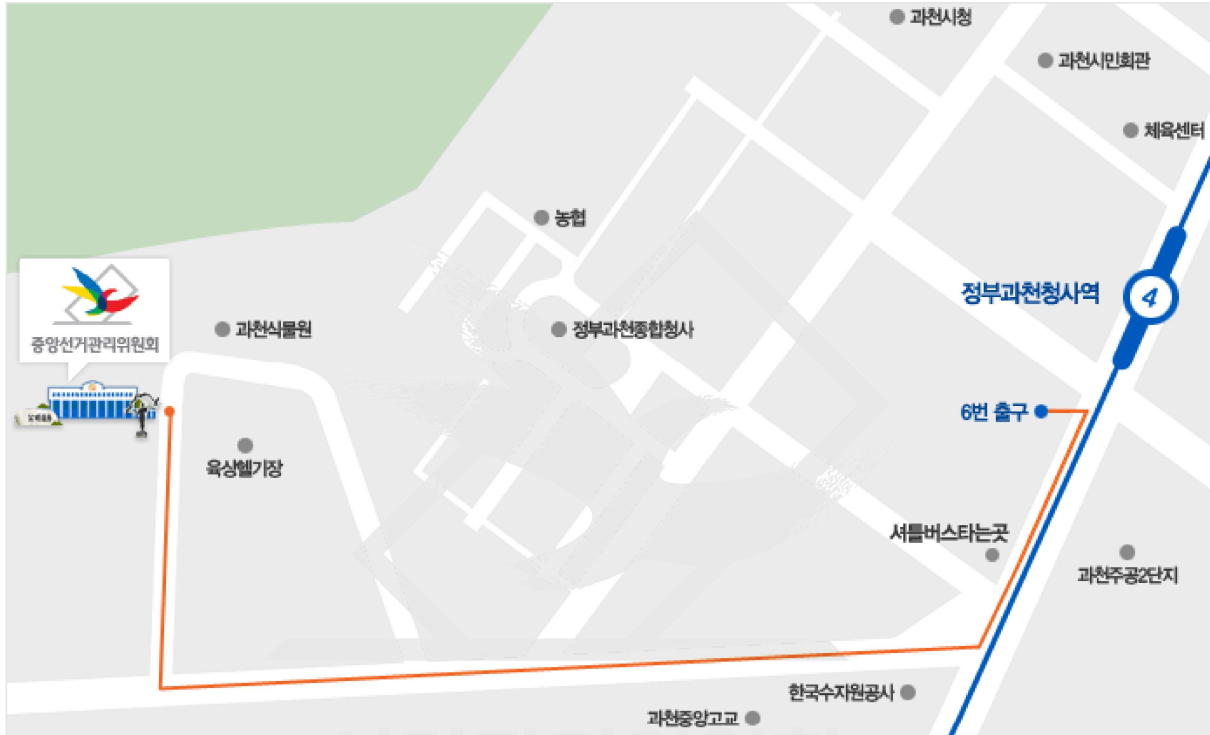 과천시청
과천시민회관
체육센터
농협
정부과천청사역
4
중앙선거관리위원회
과천식물원
정부과천종합청사
6번 출구
육상헬기장
셔틀버스타는곳
과천주공2단지
한국수자원공사
과천중앙고교